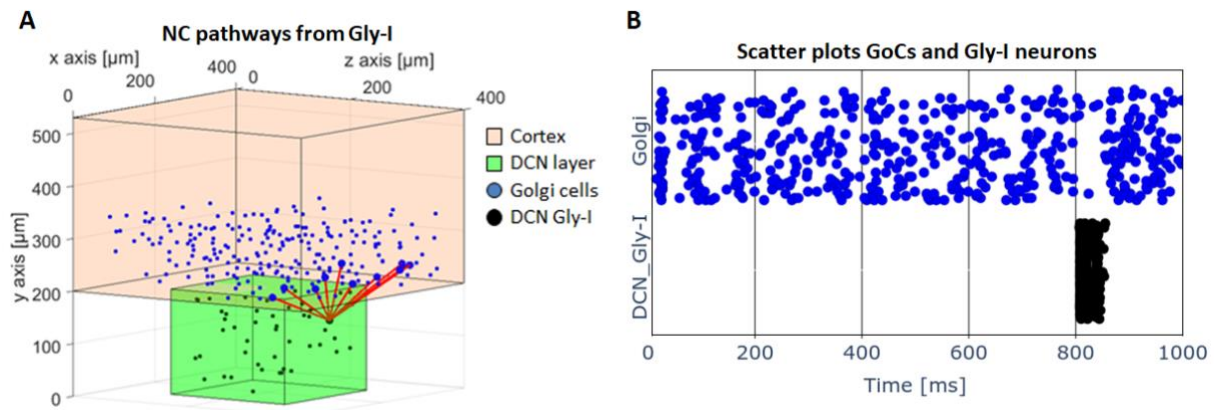 A
NC pathways from Gly-I
x axis [µm]
z axis [µm]
0
200
400
0
200
400
500
400
300
200
100
0
y axis [µm]
Cortex
DCN layer
Golgi cells
DCN Gly-I
B
Scatter plots GoCs and Gly-I neurons
Golgi
DCN_Gly-I
0 200 400 600 800 1000
Time [ms]